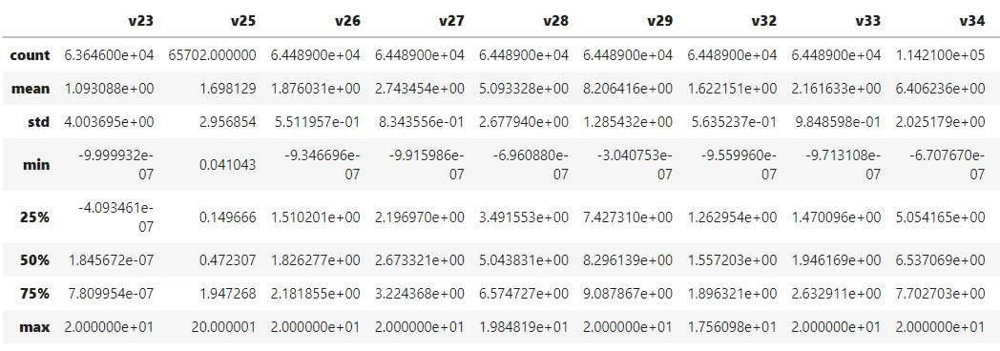 v23 v25 v26 v27 v28 v29 v32 v33 v34
count 6.364600e+04 65702.000000 6.448900e+04 6.448900e+04 6.448900e+04 6.448900e+04 6.448900e+04 6.448900e+04 1.142100e+05
mean 1.093088e+00 1.698129 1.876031e+00 2.743454e+00 5.093328e+00 8.206416e+00 1.622151e+00 2.161633e+00 6.406236e+00
std 4.003695e+00 2.956854 5.511957e-01 8.343556e-01 2.677940e+00 1.285432e+00 5.635237e-01 9.848598e-01 2.025179e+00
min -9.999932e-07 0.041043 -9.346696e-07 -9.915986e-07 -6.960880e-07 -3.040753e-07 -9.559960e-07 -9.713108e-07 -6.707670e-07
25% -4.093461e-07 0.149666 1.510201e+00 2.196970e+00 3.491553e+00 7.427310e+00 1.262954e+00 1.470096e+00 5.054165e+00
50% 1.845672e-07 0.472307 1.826277e+00 2.673321e+00 5.043831e+00 8.296139e+00 1.557203e+00 1.946169e+00 6.537069e+00
75% 7.809954e-07 1.947268 2.181855e+00 3.224368e+00 6.574727e+00 9.087867e+00 1.896321e+00 2.632911e+00 7.702703e+00
max 2.000000e+01 20.000001 2.000000e+01 2.000000e+01 1.984819e+01 2.000000e+01 1.756098e+01 2.000000e+01 2.000000e+01